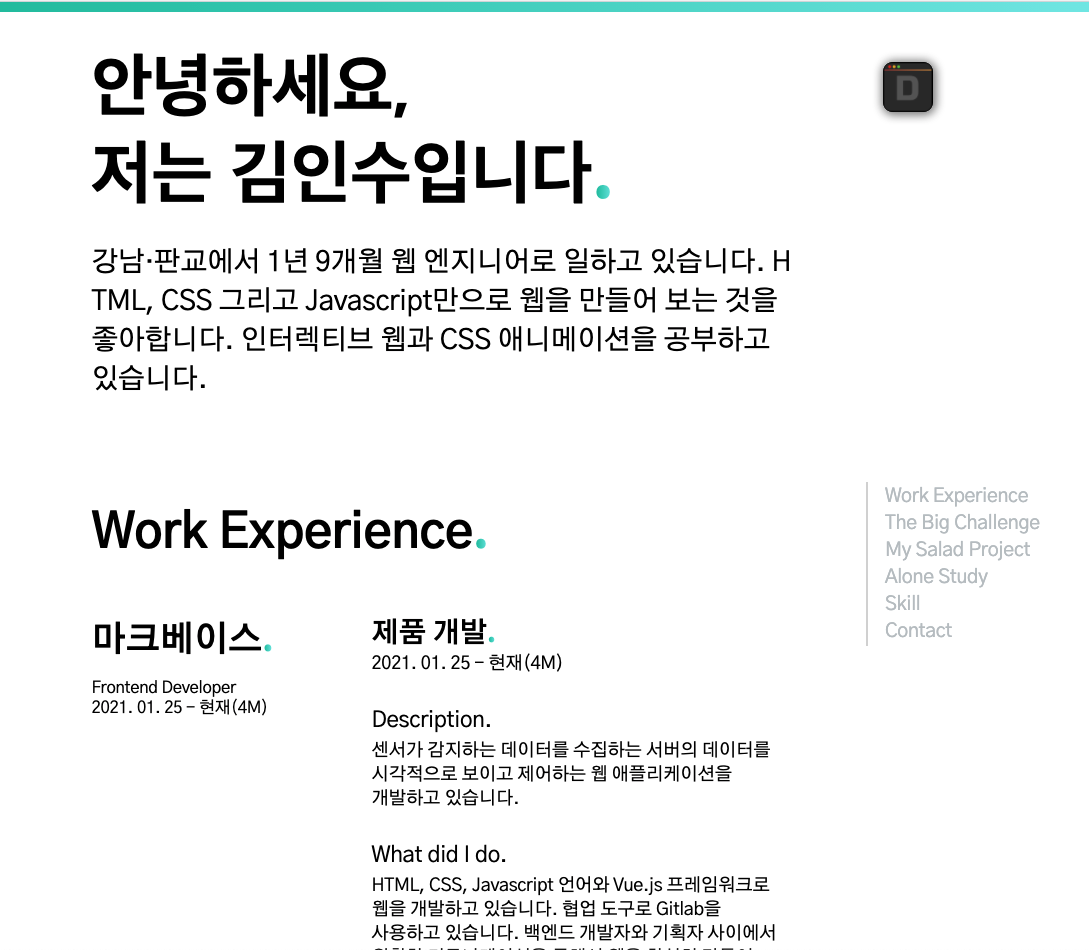 안녕하세요,
저는 김인수입니다.
D
강남·판교에서 1년 9개월 웹 엔지니어로 일하고 있습니다. H
TML, CSS 그리고 Javascript만으로 웹을 만들어 보는 것을
좋아합니다. 인터렉티브 웹과 CSS 애니메이션을 공부하고
있습니다.
Work Experience.
마크베이스.
Frontend Developer
2021. 01. 25 – 현재(4M)
제품 개발.
2021. 01. 25 – 현재(4M)
Description.
센서가 감지하는 데이터를 수집하는 서버의 데이터를
시각적으로 보이고 제어하는 웹 애플리케이션을
개발하고 있습니다.
What did I do.
HTML, CSS, Javascript 언어와 Vue.js 프레임워크로
웹을 개발하고 있습니다. 협업 도구로 Gitlab을
사용하고 있습니다. 백엔드 개발자와 기획자 사이에서
Work Experience
The Big Challenge
My Salad Project
Alone Study
Skill
Contact